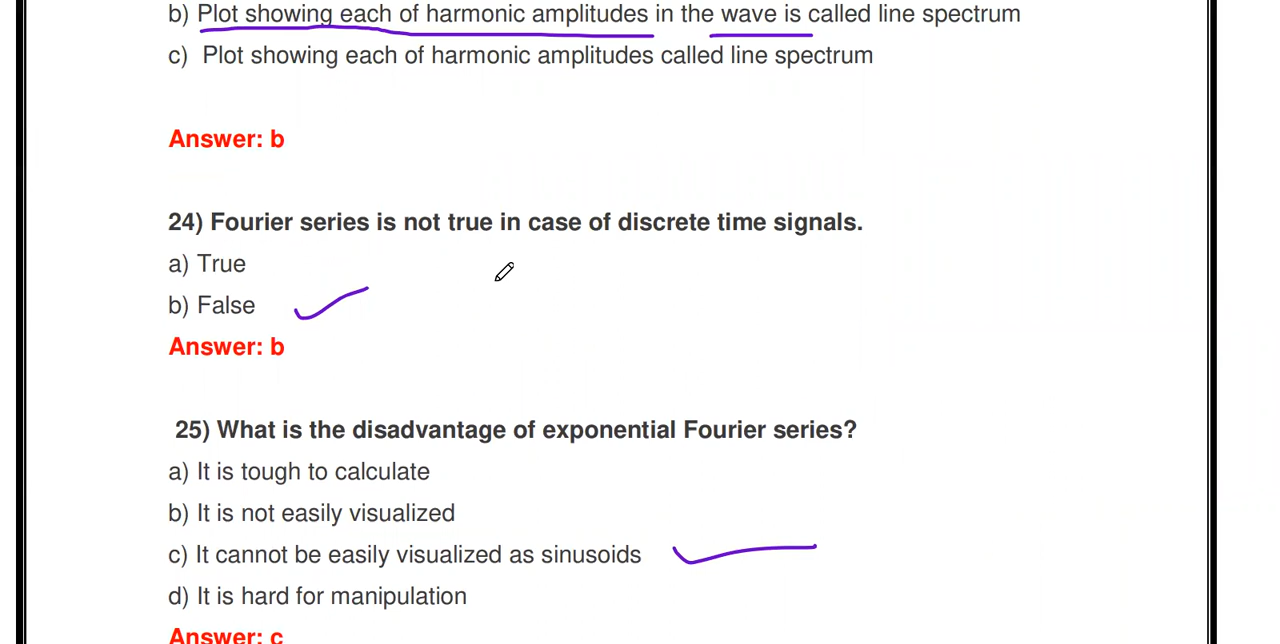 b) Plot showing each of harmonic amplitudes in the wave is called line spectrum
c) Plot showing each of harmonic amplitudes called line spectrum
Answer: b
24) Fourier series is not true in case of discrete time signals.
a) True
b) False
Answer: b
25) What is the disadvantage of exponential Fourier series?
a) It is tough to calculate
b) It is not easily visualized
c) It cannot be easily visualized as sinusoids
d) It is hard for manipulation
Answer: c